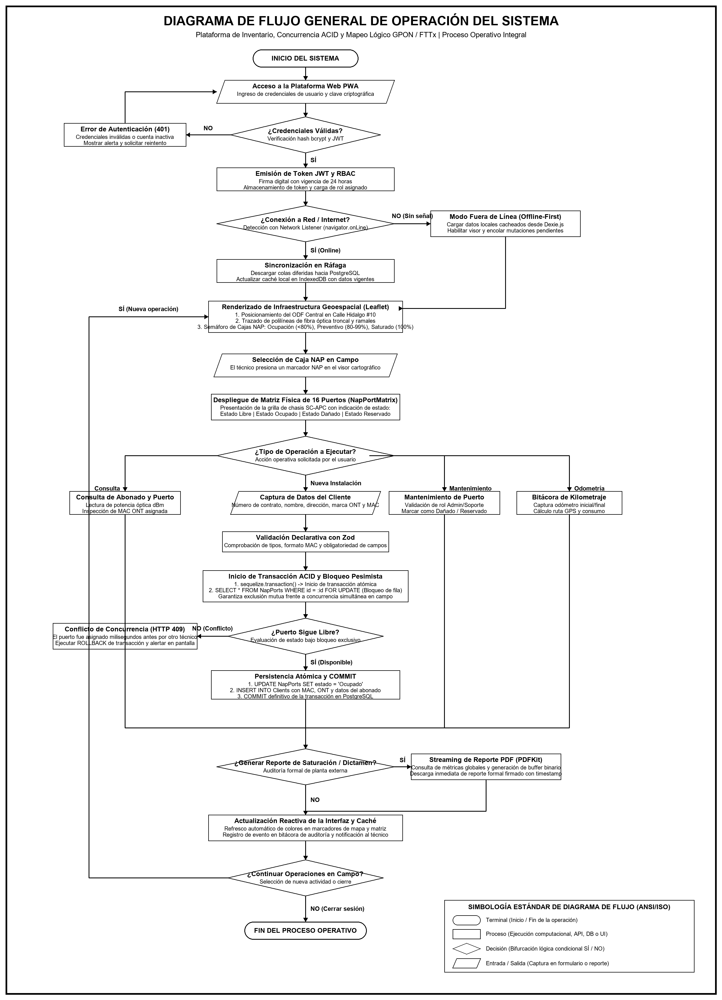 DIAGRAMA DE FLUJO GENERAL DE OPERACIÓN DEL SISTEMA
Plataforma de Inventario, Concurrencia ACID y Mapeo Lógico GPON / FTTx | Proceso Operativo Integral
INICIO DEL SISTEMA
Acceso a la Plataforma Web PWA
Ingreso de credenciales de usuario y clave criptográfica
¿Credenciales Válidas?
Verificación hash bcrypt y JWT
NO
Error de Autenticación (401)
Credenciales inválidas o cuenta inactiva
Mostrar alerta y solicitar reintento
SÍ
Emisión de Token JWT y RBAC
Firma digital con vigencia de 24 horas
Almacenamiento de token y carga de rol asignado
¿Conexión a Red / Internet?
Detección con Network Listener (navigator.onLine)
NO (Sin señal)
Modo Fuera de Línea (Offline-First)
Cargar datos locales cacheados desde Dexie.js
Habilitar visor y encolar mutaciones pendientes
SÍ (Online)
Sincronización en Ráfaga
Descargar colas diferidas hacia PostgreSQL
Actualizar caché local en IndexedDB con datos vigentes
SÍ (Nueva operación)
Renderizado de Infraestructura Geoespacial (Leaflet)
1. Posicionamiento del ODF Central en Calle Hidalgo #10
2. Trazado de polilíneas de fibra óptica troncal y ramales
3. Semáforo de Cajas NAP: Ocupación (<80%), Preventivo (80-99%), Saturado (100%)
Selección de Caja NAP en Campo
El técnico presiona un marcador NAP en el visor cartográfico
Despliegue de Matriz Física de 16 Puertos (NapPortMatrix)
Presentación de la grilla de chasis SC-APC con indicación de estado:
Estado Libre | Estado Ocupado | Estado Dañado | Estado Reservado
¿Tipo de Operación a Ejecutar?
Acción operativa solicitada por el usuario
Consulta
Consulta de Abonado y Puerto
Lectura de potencia óptica dBm
Inspección de MAC ONT asignada
Nueva Instalación
Captura de Datos del Cliente
Número de contrato, nombre, dirección, marca ONT y MAC
Mantenimiento
Mantenimiento de Puerto
Validación de rol Admin/Soporte
Marcar como Dañado / Reservado
Odometría
Bitácora de Kilometraje
Captura odómetro inicial/final
Cálculo ruta GPS y consumo
Validación Declarativa con Zod
Comprobación de tipos, formato MAC y obligatoriedad de campos
Inicio de Transacción ACID y Bloqueo Pesimista
1. sequelize.transaction() -> Inicio de transacción atómica
2. SELECT * FROM NapPorts WHERE id = :id FOR UPDATE (Bloqueo de fila)
Garantiza exclusión mutua frente a concurrencia simultánea en campo
¿Puerto Sigue Libre?
Evaluación de estado bajo bloqueo exclusivo
NO (Conflicto)
Conflicto de Concurrencia (HTTP 409)
El puerto fue asignado milisegundos antes por otro técnico
Ejecutar ROLLBACK de transacción y alertar en pantalla
SÍ (Disponible)
Persistencia Atómica y COMMIT
1. UPDATE NapPorts SET estado = 'Ocupado'
2. INSERT INTO Clients con MAC, ONT y datos del abonado
3. COMMIT definitivo de la transacción en PostgreSQL
¿Generar Reporte de Saturación / Dictamen?
Auditoría formal de planta externa
SÍ
Streaming de Reporte PDF (PDFKit)
Consulta de métricas globales y generación de buffer binario
Descarga inmediata de reporte formal firmado con timestamp
NO
Actualización Reactiva de la Interfaz y Caché
Refresco automático de colores en marcadores de mapa y matriz
Registro de evento en bitácora de auditoría y notificación al técnico
¿Continuar Operaciones en Campo?
Selección de nueva actividad o cierre
NO (Cerrar sesión)
FIN DEL PROCESO OPERATIVO
SIMBOLOGÍA ESTÁNDAR DE DIAGRAMA DE FLUJO (ANSI/ISO)
Terminal (Inicio / Fin de la operación)
Proceso (Ejecución computacional, API, DB o UI)
Decisión (Bifurcación lógica condicional SÍ / NO)
Entrada / Salida (Captura en formulario o reporte)